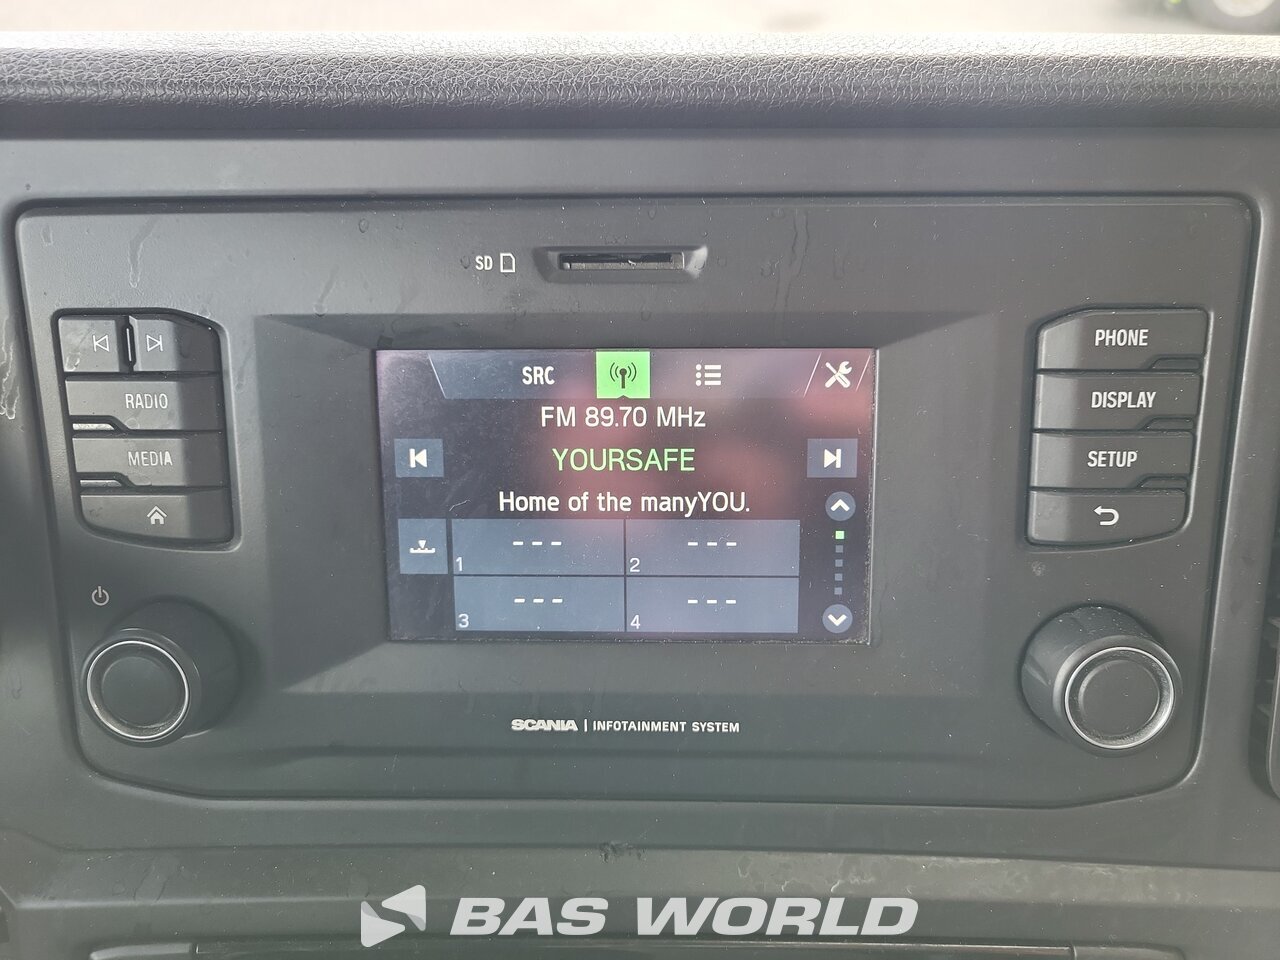 SD
RADIO
MEDIA
PHONE
DISPLAY
SETUP
SRC
FM 89.70 MHz
YOURSAFE
Home of the manyYOU.
--- 
1
---
2
---
3
---
4
SCANIA | INFOTAINMENT SYSTEM
BAS WORLD